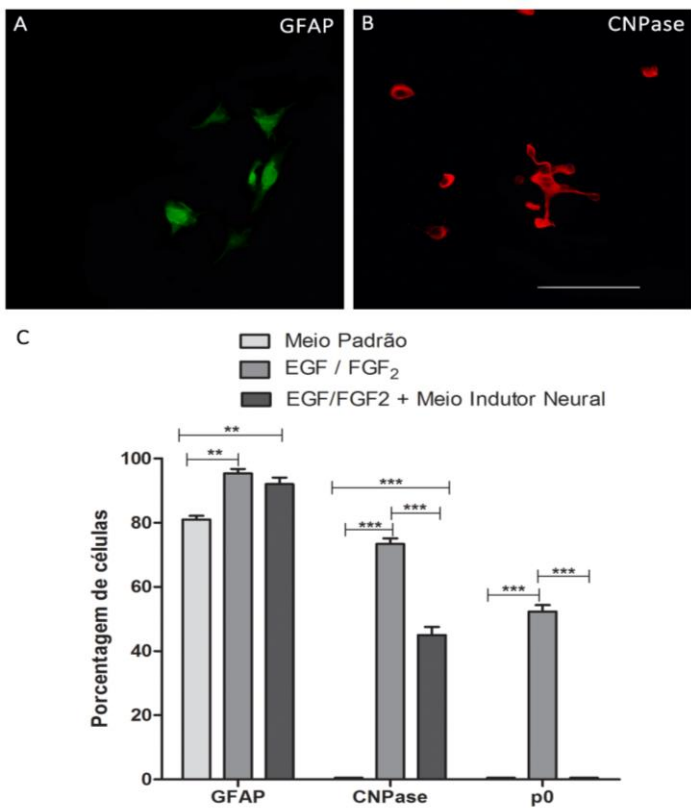 A GFAP
B CNPase
C
Meio Padrão
EGF / FGF₂
EGF/FGF2 + Meio Indutor Neural
**
**
***
***
***
***
***
Porcentagem de células
100
80
60
40
20
0
GFAP CNPase p0